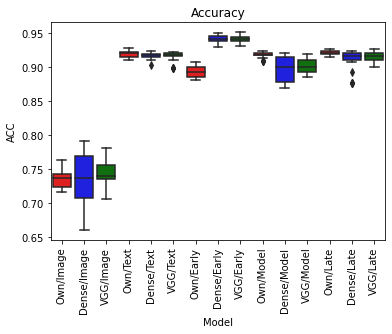 Accuracy
ACC
0.95
0.90
0.85
0.80
0.75
0.70
0.65
Own/Image
Dense/Image
VGG/Image
Own/Text
Dense/Text
VGG/Text
Own/Early
Dense/Early
VGG/Early
Own/Model
Dense/Model
VGG/Model
Own/Late
Dense/Late
VGG/Late
Model